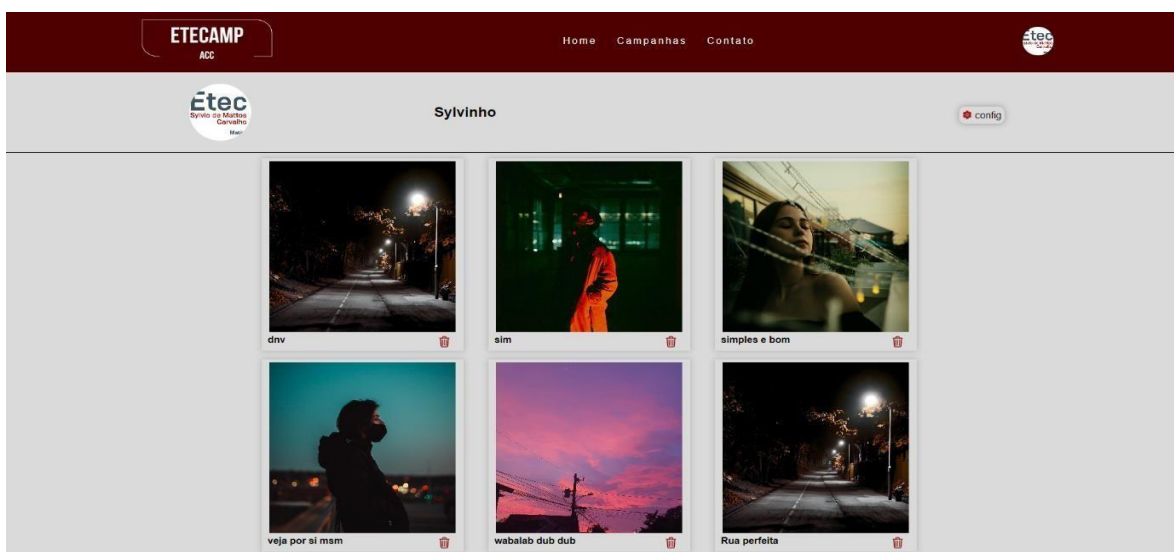 ETECAMP
ACC
Home Campanhas Contato
Etec
Etec
Sylvio de Mattos
Carvalho
Sylvinho
config
dnv
sim
simples e bom
veja por si msm
wabalab dub dub
Rua perfeita